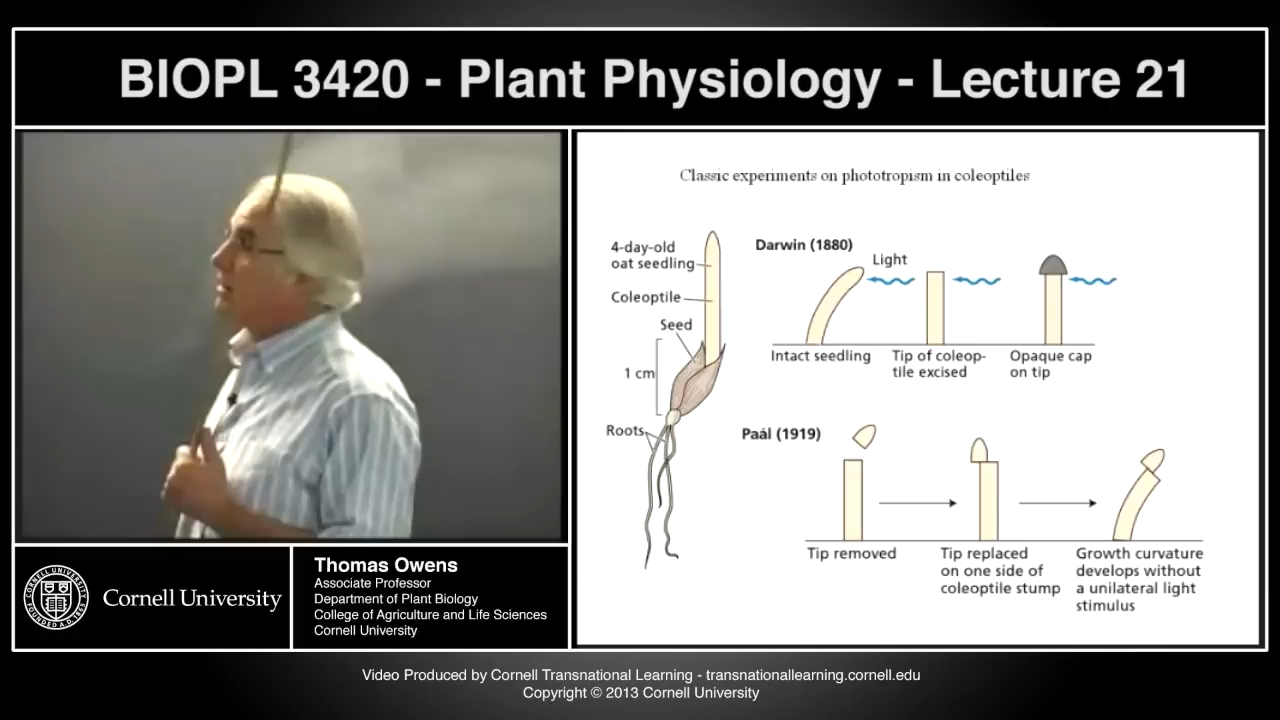 BIOPL 3420 - Plant Physiology - Lecture 21
Classic experiments on phototropism in coleoptiles
4-day-old
oat seedling
Coleoptile
Seed
1 cm
Roots
Darwin (1880)
Light
Intact seedling
Tip of coleop-
tile excised
Opaque cap
on tip
Paál (1919)
Tip removed
Tip replaced
on one side of
coleoptile stump
Growth curvature
develops without
a unilateral light
stimulus
Cornell University
Thomas Owens
Associate Professor
Department of Plant Biology
College of Agriculture and Life Sciences
Cornell University
Video Produced by Cornell Transnational Learning - transnationallearning.cornell.edu
Copyright © 2013 Cornell University